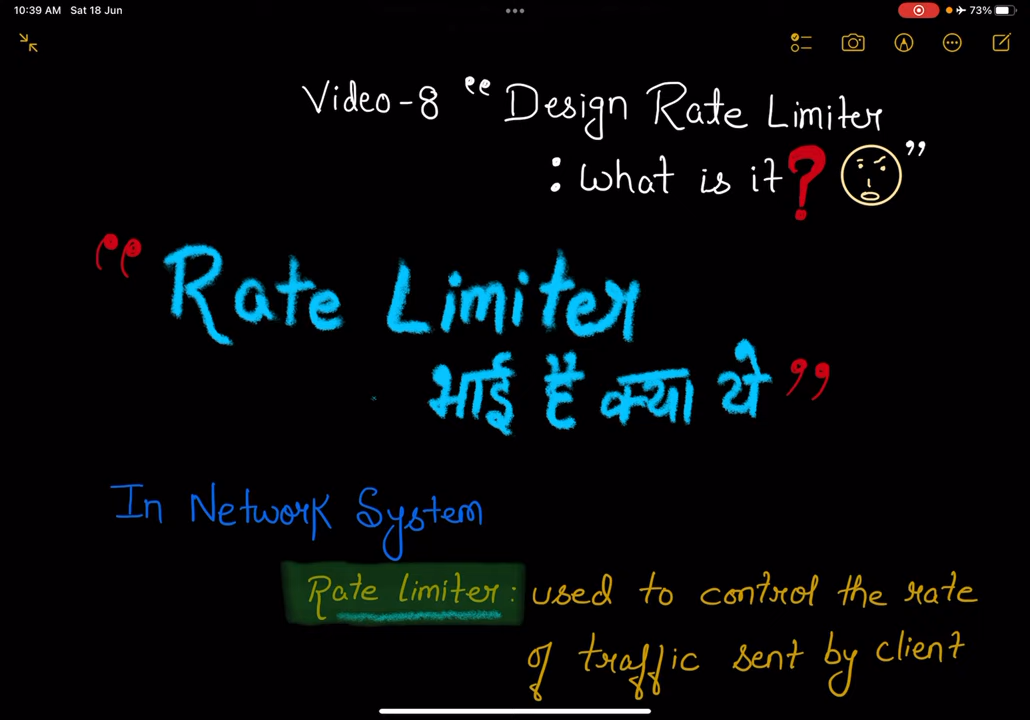 10:39 AM Sat 18 Jun
73%
Video-8 "Design Rate Limiter
: What is it? "
"Rate Limiter
भाई है क्या ये"
In Network System
Rate limiter: used to control the rate
of traffic sent by client